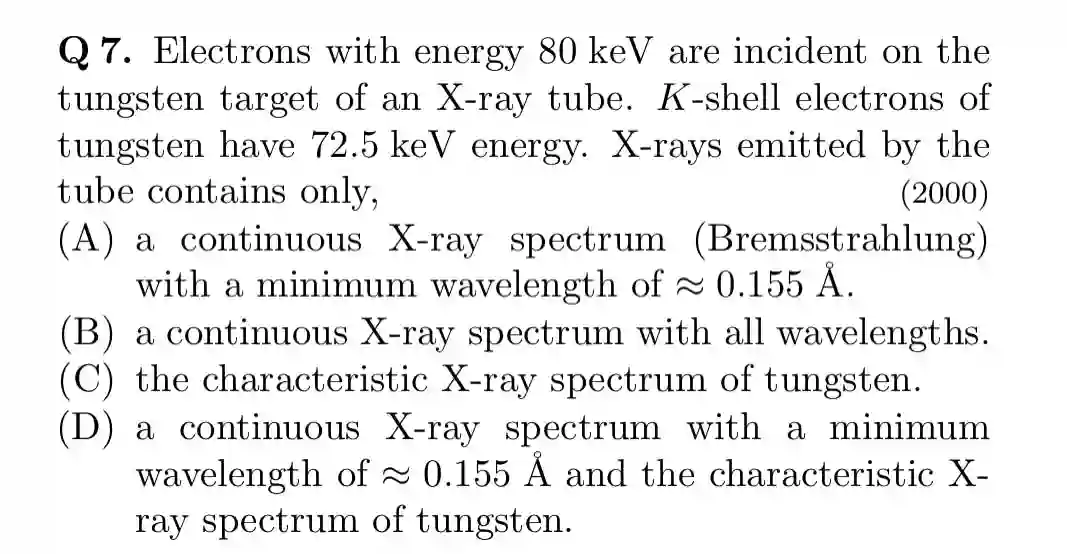 Q 7. Electrons with energy 80 keV are incident on the
tungsten target of an X-ray tube. K-shell electrons of
tungsten have 72.5 keV energy. X-rays emitted by the
tube contains only, (2000)
(A) a continuous X-ray spectrum (Bremsstrahlung)
with a minimum wavelength of ≈ 0.155 Å.
(B) a continuous X-ray spectrum with all wavelengths.
(C) the characteristic X-ray spectrum of tungsten.
(D) a continuous X-ray spectrum with a minimum
wavelength of ≈ 0.155 Å and the characteristic X-
ray spectrum of tungsten.